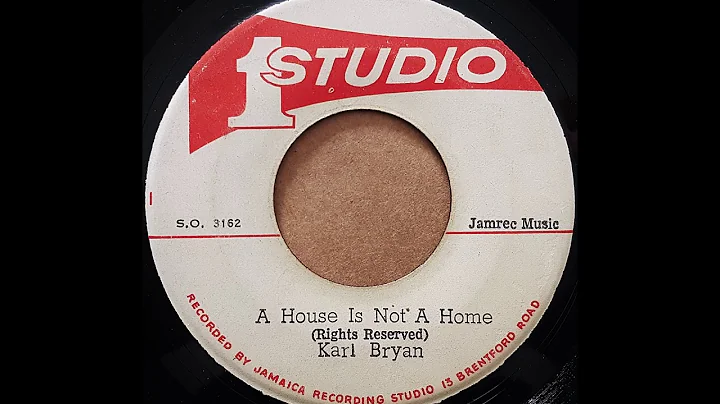 1 STUDIO
S.O. 3162
Jamrec Music
A House Is Not A Home
(Rights Reserved)
Karl Bryan
RECORDED BY JAMAICA RECORDING STUDIO 13 BRENTFORD ROAD